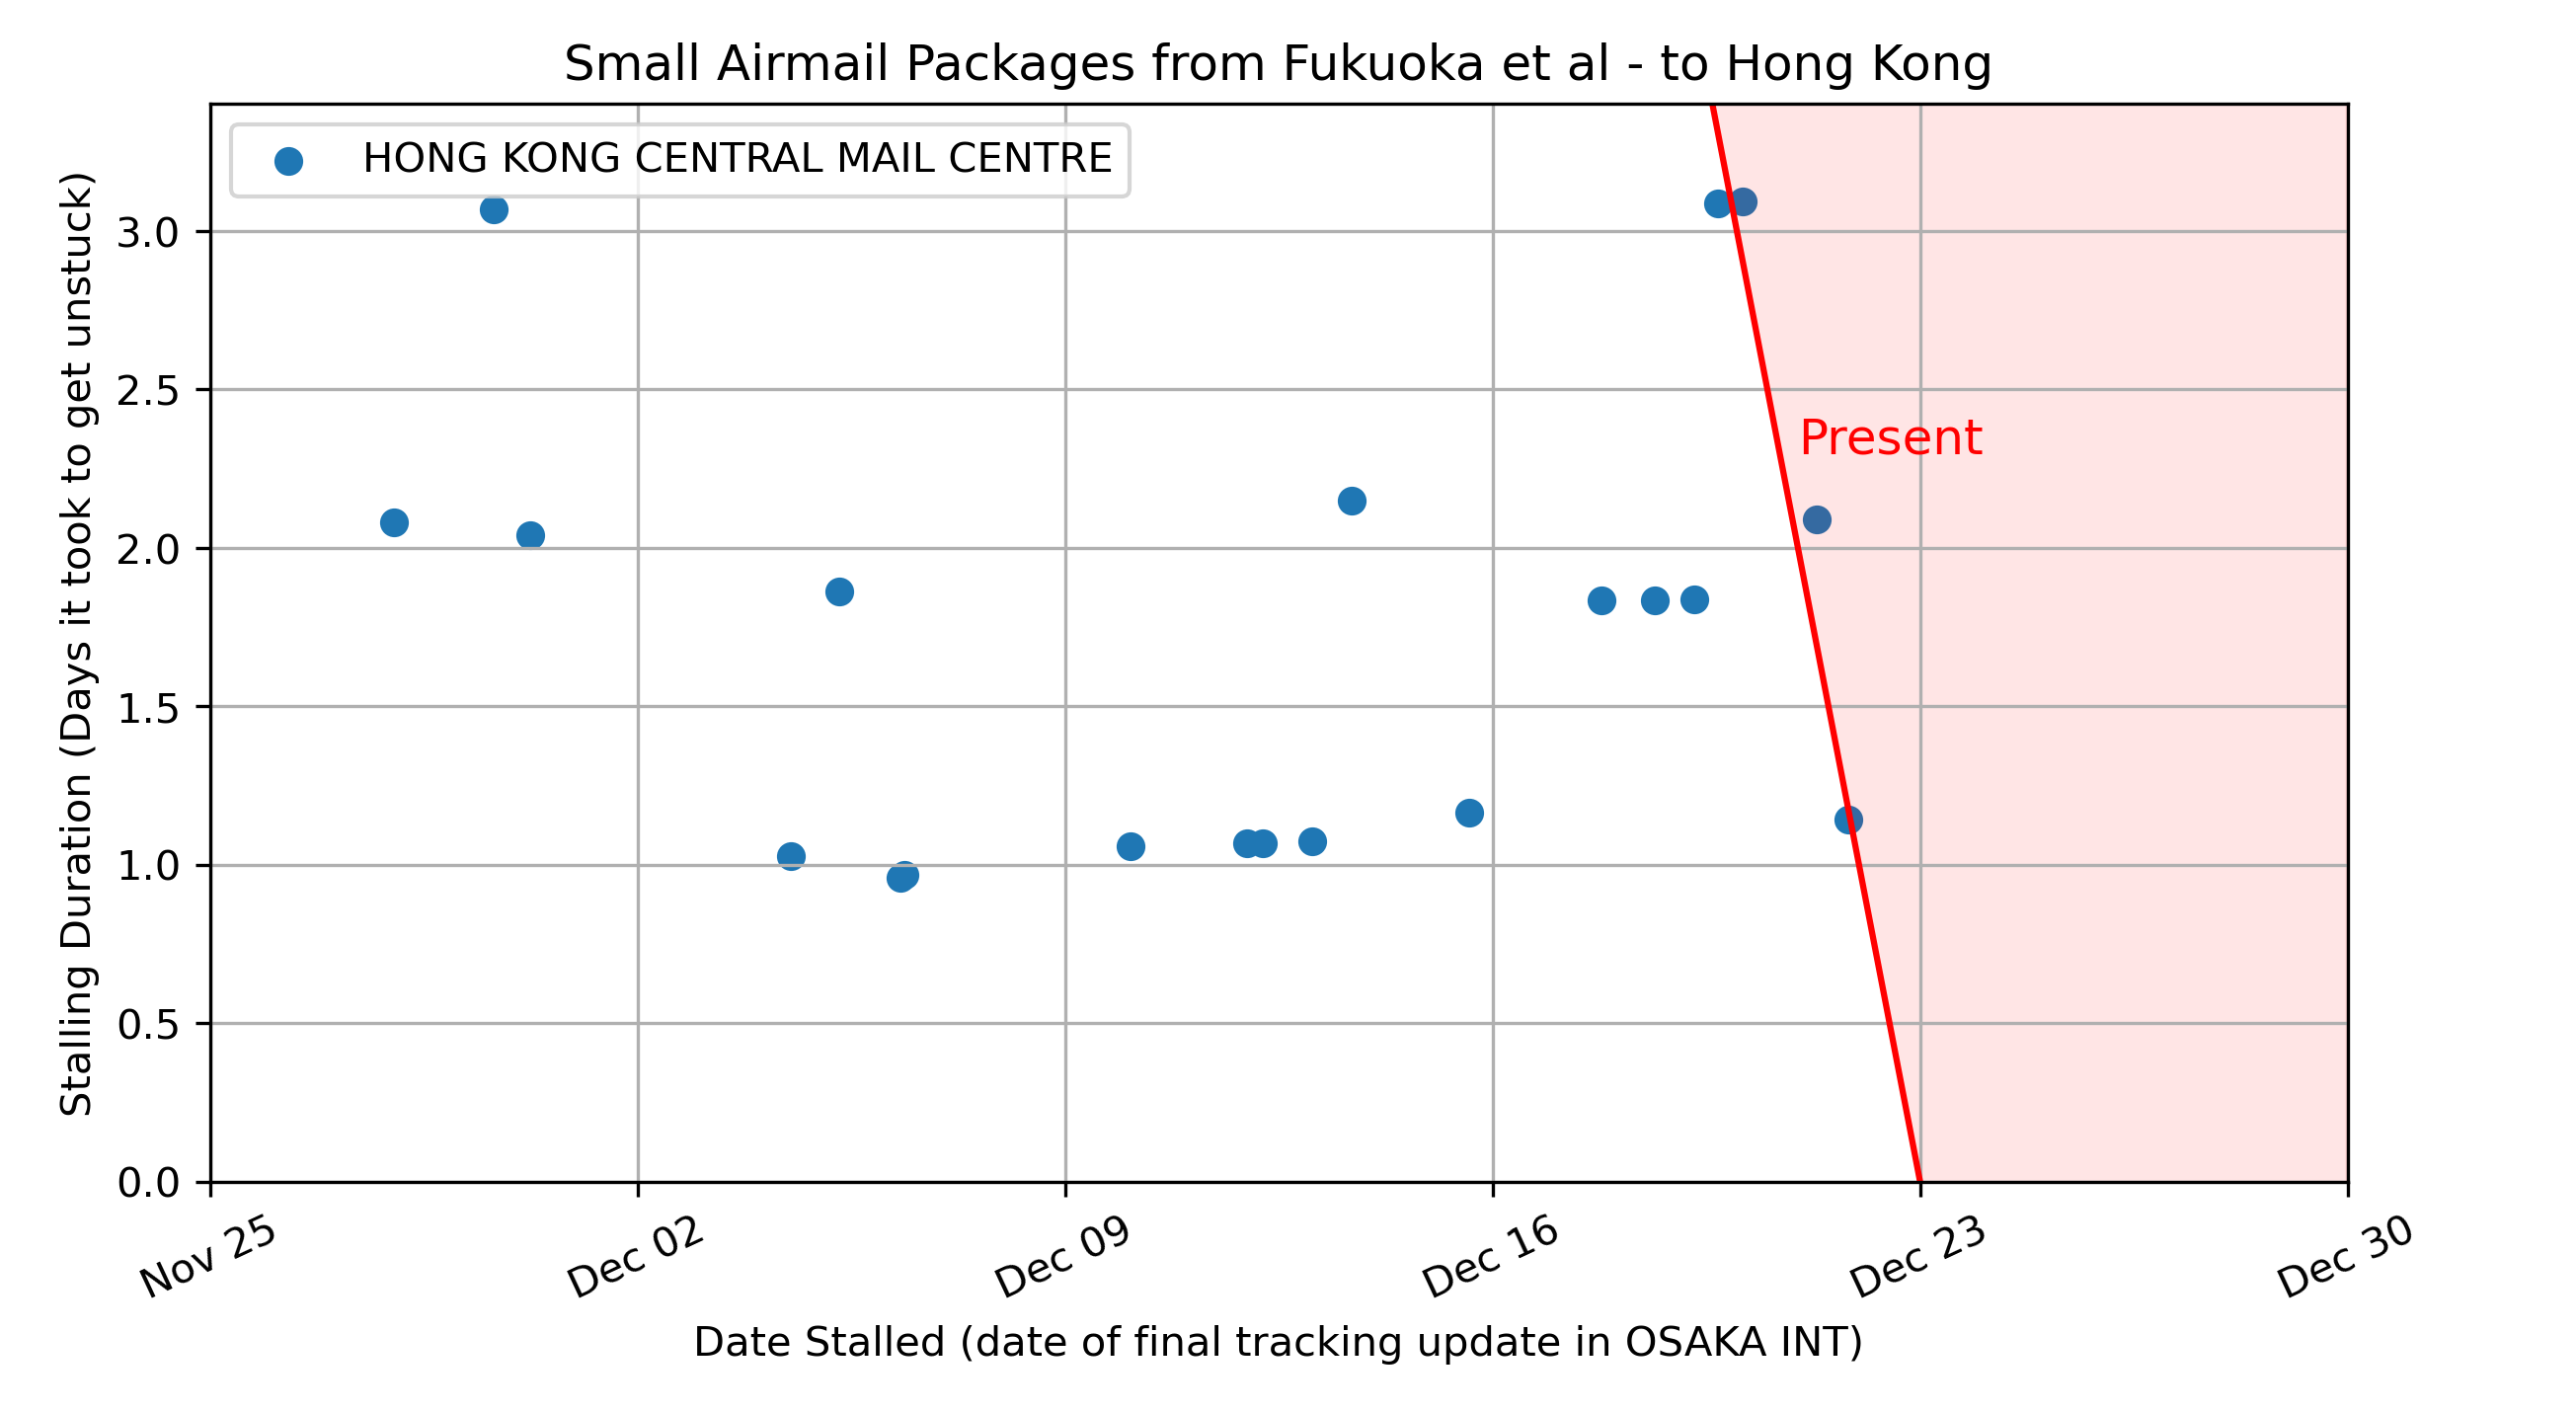 Small Airmail Packages from Fukuoka et al - to Hong Kong
HONG KONG CENTRAL MAIL CENTRE
Stalling Duration (Days it took to get unstuck)
3.0
2.5
2.0
1.5
1.0
0.5
0.0
Present
Nov 25
Dec 02
Dec 09
Dec 16
Dec 23
Dec 30
Date Stalled (date of final tracking update in OSAKA INT)